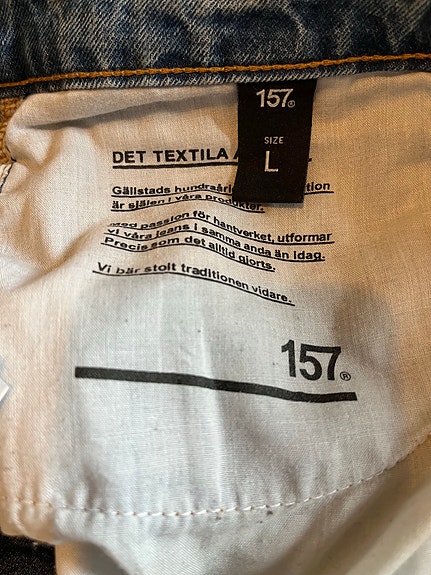 157®
SIZE
L
DET TEXTILA
Gällstads
är själen i våra produkter.
Med passion för hantverket, utformar
vi våra jeans i samma anda än idag.
Precis som det alltid gjorts.
Vi bär stolt traditionen vidare.
157®